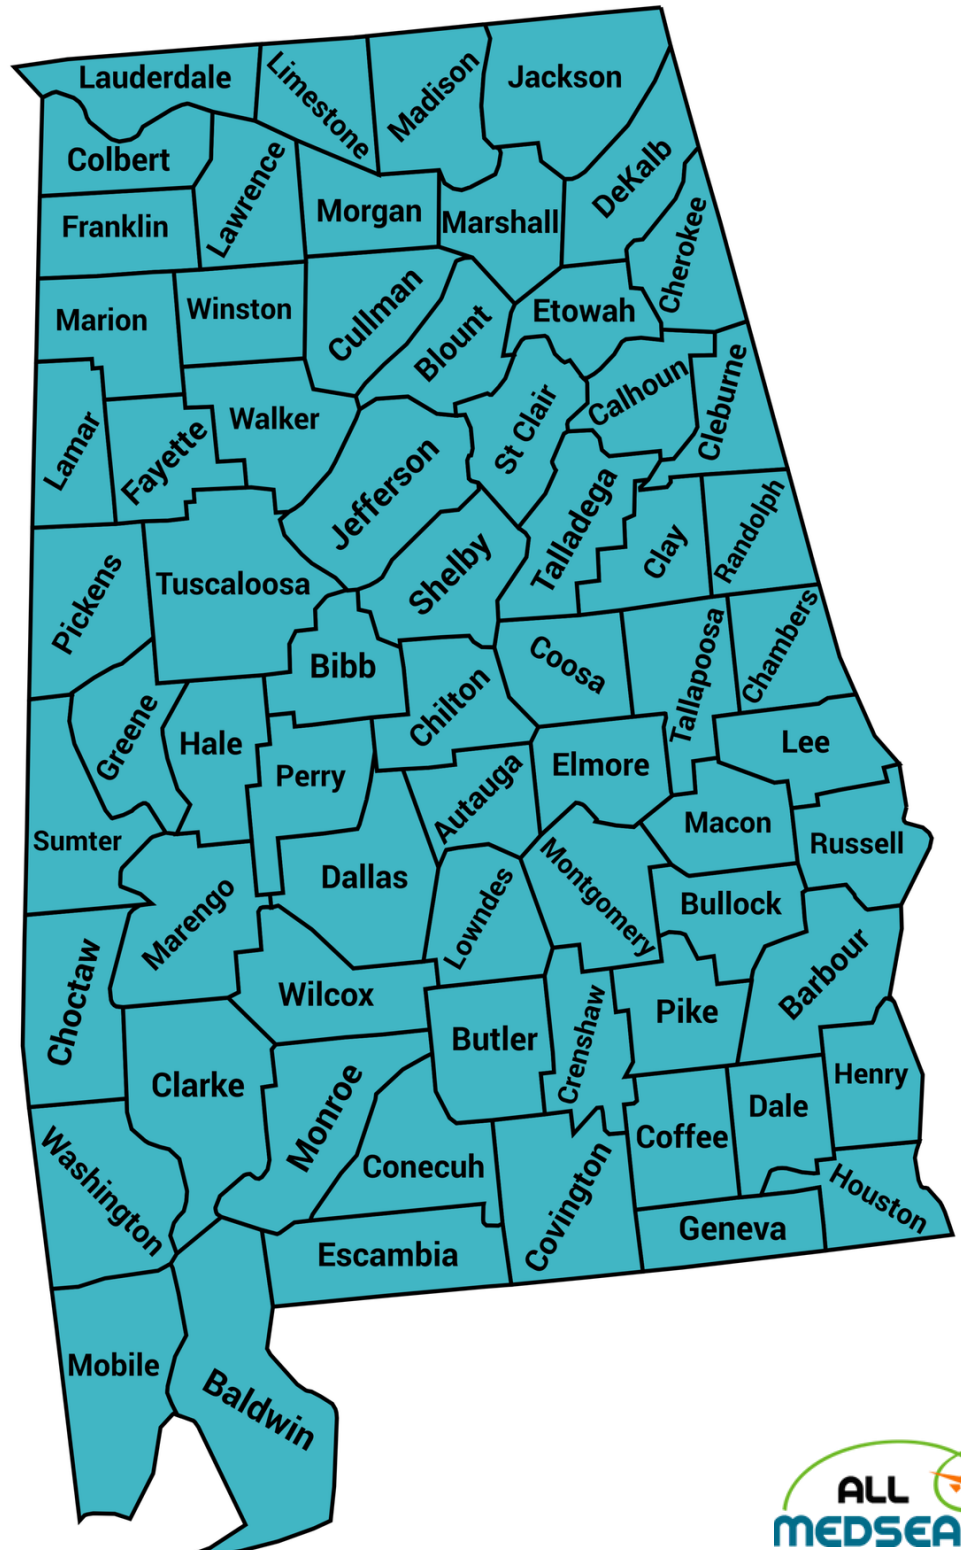 Lauderdale
Limestone
Madison
Jackson
Colbert
Lawrence
DeKalb
Franklin
Morgan
Marshall
Cherokee
Marion
Winston
Cullman
Blount
Etowah
Lamar
Fayette
Walker
Jefferson
St Clair
Calhoun
Cleburne
Pickens
Tuscaloosa
Shelby
Talladega
Clay
Randolph
Greene
Hale
Bibb
Chilton
Coosa
Tallapoosa
Chambers
Sumter
Perry
Autauga
Elmore
Lee
Marengo
Dallas
Lowndes
Montgomery
Macon
Russell
Bullock
Choctaw
Wilcox
Butler
Crenshaw
Pike
Barbour
Clarke
Monroe
Henry
Washington
Conecuh
Covington
Coffee
Dale
Houston
Escambia
Geneva
Mobile
Baldwin
ALL
MEDSEA